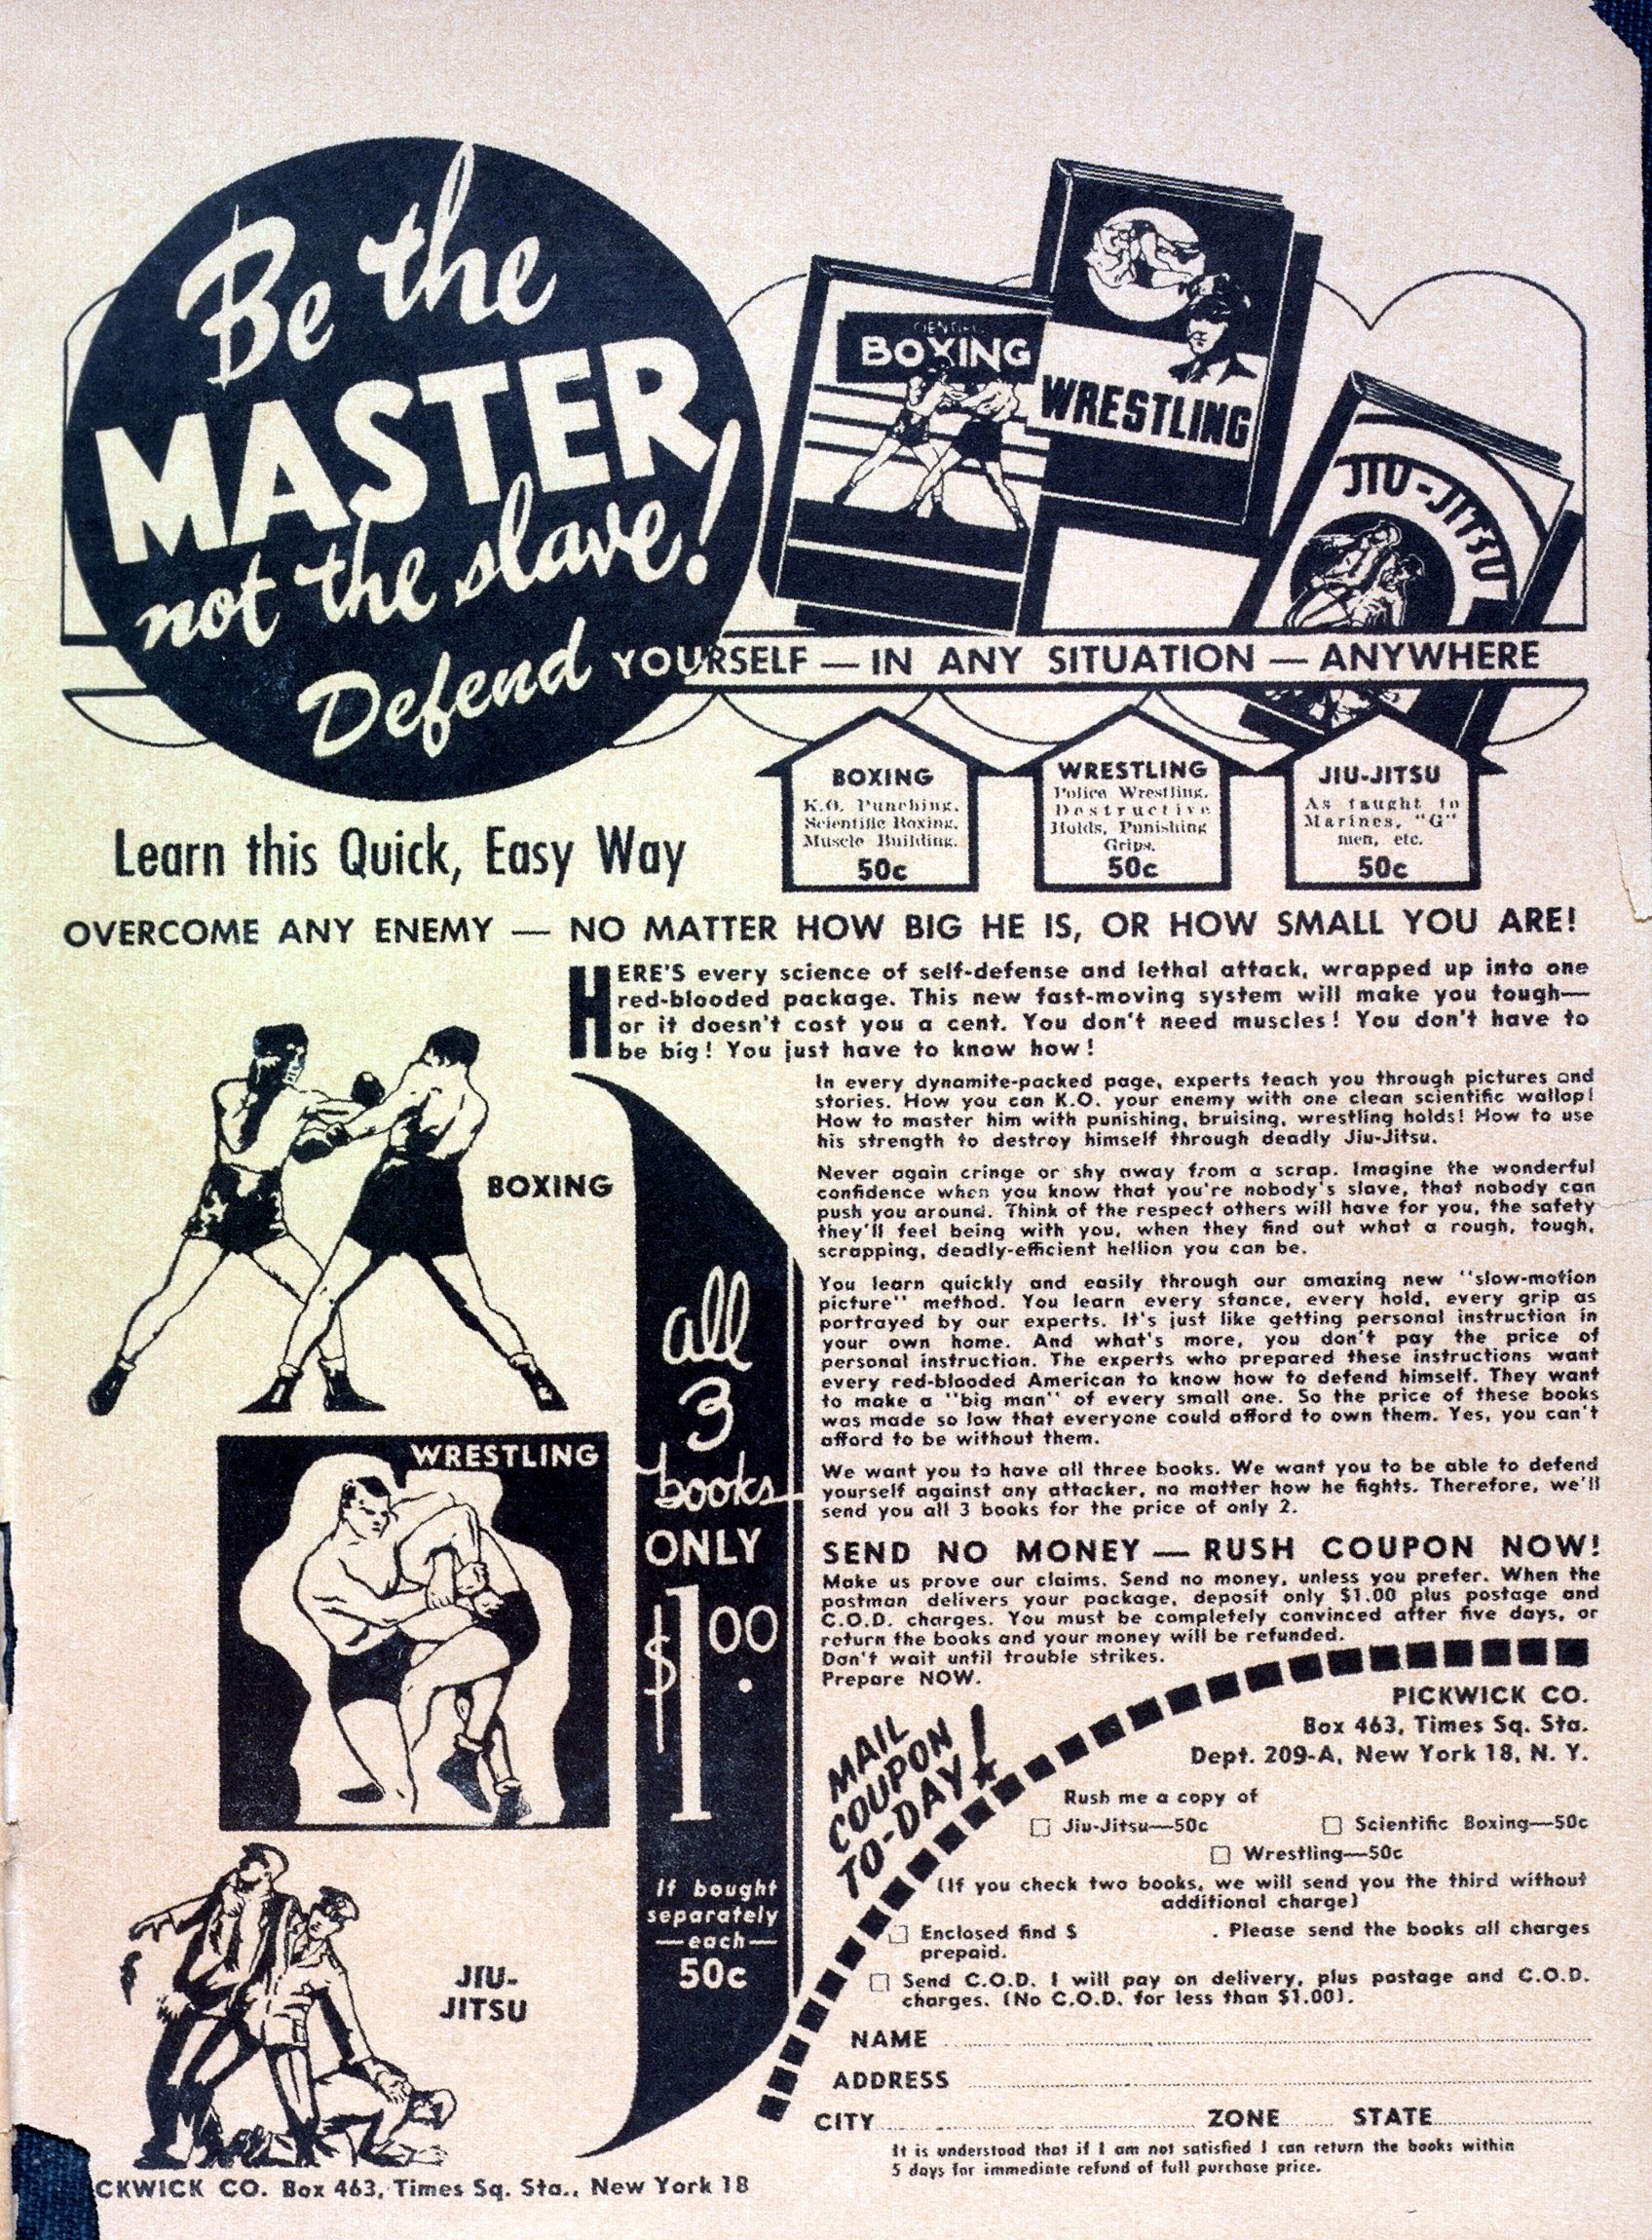 Be the
MASTER
not the slave!
Defend YOURSELF — IN ANY SITUATION — ANYWHERE
BOXING
WRESTLING
JIU-JITSU
BOXING
K.O. Punching,
Scientific Boxing,
Muscle Building.
50c
WRESTLING
Police Wrestling,
Destructive
Holds, Punishing
Grips.
50c
JIU-JITSU
As taught to
Marines, "G"
men, etc.
50c
Learn this Quick, Easy Way
OVERCOME ANY ENEMY — NO MATTER HOW BIG HE IS, OR HOW SMALL YOU ARE!
HERE'S every science of self-defense and lethal attack, wrapped up into one
red-blooded package. This new fast-moving system will make you tough—
or it doesn't cost you a cent. You don't need muscles! You don't have to
be big! You just have to know how!
BOXING
WRESTLING
JIU-
JITSU
all
3
books
ONLY
$1.00
If bought
separately
—each—
50c
In every dynamite-packed page, experts teach you through pictures and
stories. How you can K.O. your enemy with one clean scientific wallop!
How to master him with punishing, bruising, wrestling holds! How to use
his strength to destroy himself through deadly Jiu-Jitsu.
Never again cringe or shy away from a scrap. Imagine the wonderful
confidence when you know that you're nobody's slave, that nobody can
push you around. Think of the respect others will have for you, the safety
they'll feel being with you, when they find out what a rough, tough,
scrapping, deadly-efficient hellion you can be.
You learn quickly and easily through our amazing new "slow-motion
picture" method. You learn every stance, every hold, every grip as
portrayed by our experts. It's just like getting personal instruction in
your own home. And what's more, you don't pay the price of
personal instruction. The experts who prepared these instructions want
every red-blooded American to know how to defend himself. They want
to make a "big man" of every small one. So the price of these books
was made so low that everyone could afford to own them. Yes, you can't
afford to be without them.
We want you to have all three books. We want you to be able to defend
yourself against any attacker, no matter how he fights. Therefore, we'll
send you all 3 books for the price of only 2.
SEND NO MONEY — RUSH COUPON NOW!
Make us prove our claims. Send no money, unless you prefer. When the
postman delivers your package, deposit only $1.00 plus postage and
C.O.D. charges. You must be completely convinced after five days, or
return the books and your money will be refunded.
Don't wait until trouble strikes.
Prepare NOW.
MAIL
COUPON
TO-DAY!
PICKWICK CO.
Box 463, Times Sq. Sta.
Dept. 209-A, New York 18, N. Y.
Rush me a copy of
☐ Jiu-Jitsu—50c ☐ Scientific Boxing—50c
☐ Wrestling—50c
(If you check two books, we will send you the third without
additional charge)
☐ Enclosed find $ . Please send the books all charges
prepaid.
☐ Send C.O.D. I will pay on delivery, plus postage and C.O.D.
charges. (No C.O.D. for less than $1.00).
NAME
ADDRESS
CITY ZONE STATE
It is understood that if I am not satisfied I can return the books within
5 days for immediate refund of full purchase price.
CKWICK CO. Box 463, Times Sq. Sta., New York 18